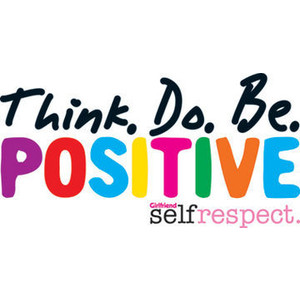 Think. Do. Be.
POSITIVE
Girlfriend
selfrespect.